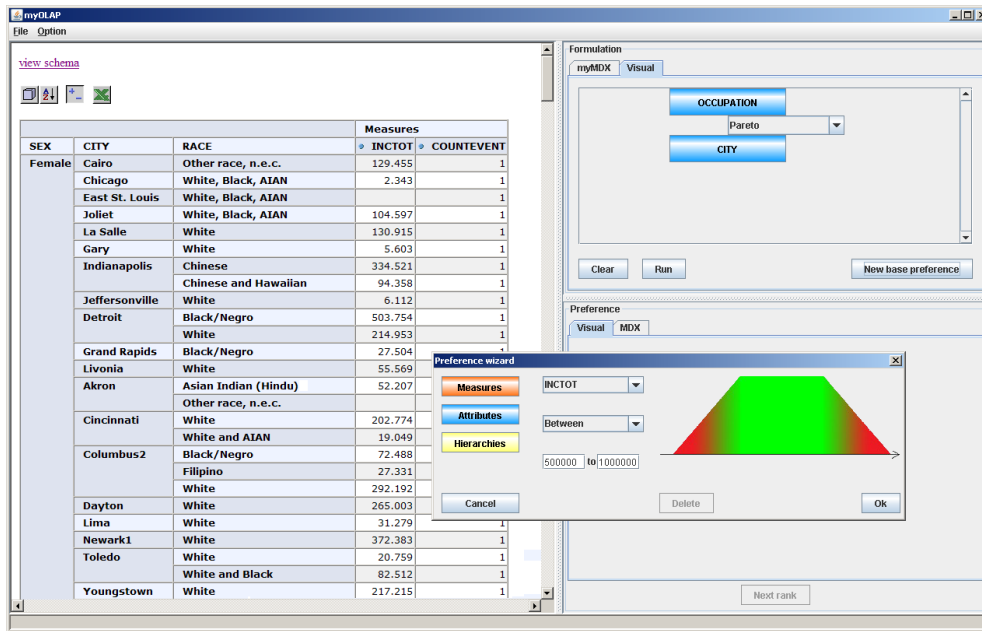 myOLAP
File Option
view schema
Measures
SEX CITY RACE INCTOT COUNTEVENT
Female Cairo Other race, n.e.c. 129.455 1
Chicago White, Black, AIAN 2.343 1
East St. Louis White, Black, AIAN 1
Joliet White, Black, AIAN 104.597 1
La Salle White 130.915 1
Gary White 5.603 1
Indianapolis Chinese 334.521 1
Chinese and Hawaiian 94.358 1
Jeffersonville White 6.112 1
Detroit Black/Negro 503.754 1
White 214.953 1
Grand Rapids Black/Negro 27.504
Livonia White 55.569
Akron Asian Indian (Hindu) 52.207
Other race, n.e.c.
Cincinnati White 202.774
White and AIAN 19.049
Columbus2 Black/Negro 72.488
Filipino 27.331
White 292.192
Dayton White 265.003
Lima White 31.279 1
Newark1 White 372.383 1
Toledo White 20.759 1
White and Black 82.512 1
Youngstown White 217.215 1
Formulation
myMDX Visual
OCCUPATION
Pareto
CITY
Clear Run New base preference
Preference
Visual MDX
Preference wizard
Measures INCTOT
Attributes Between
Hierarchies
500000 to 1000000
Cancel Delete Ok
Next rank